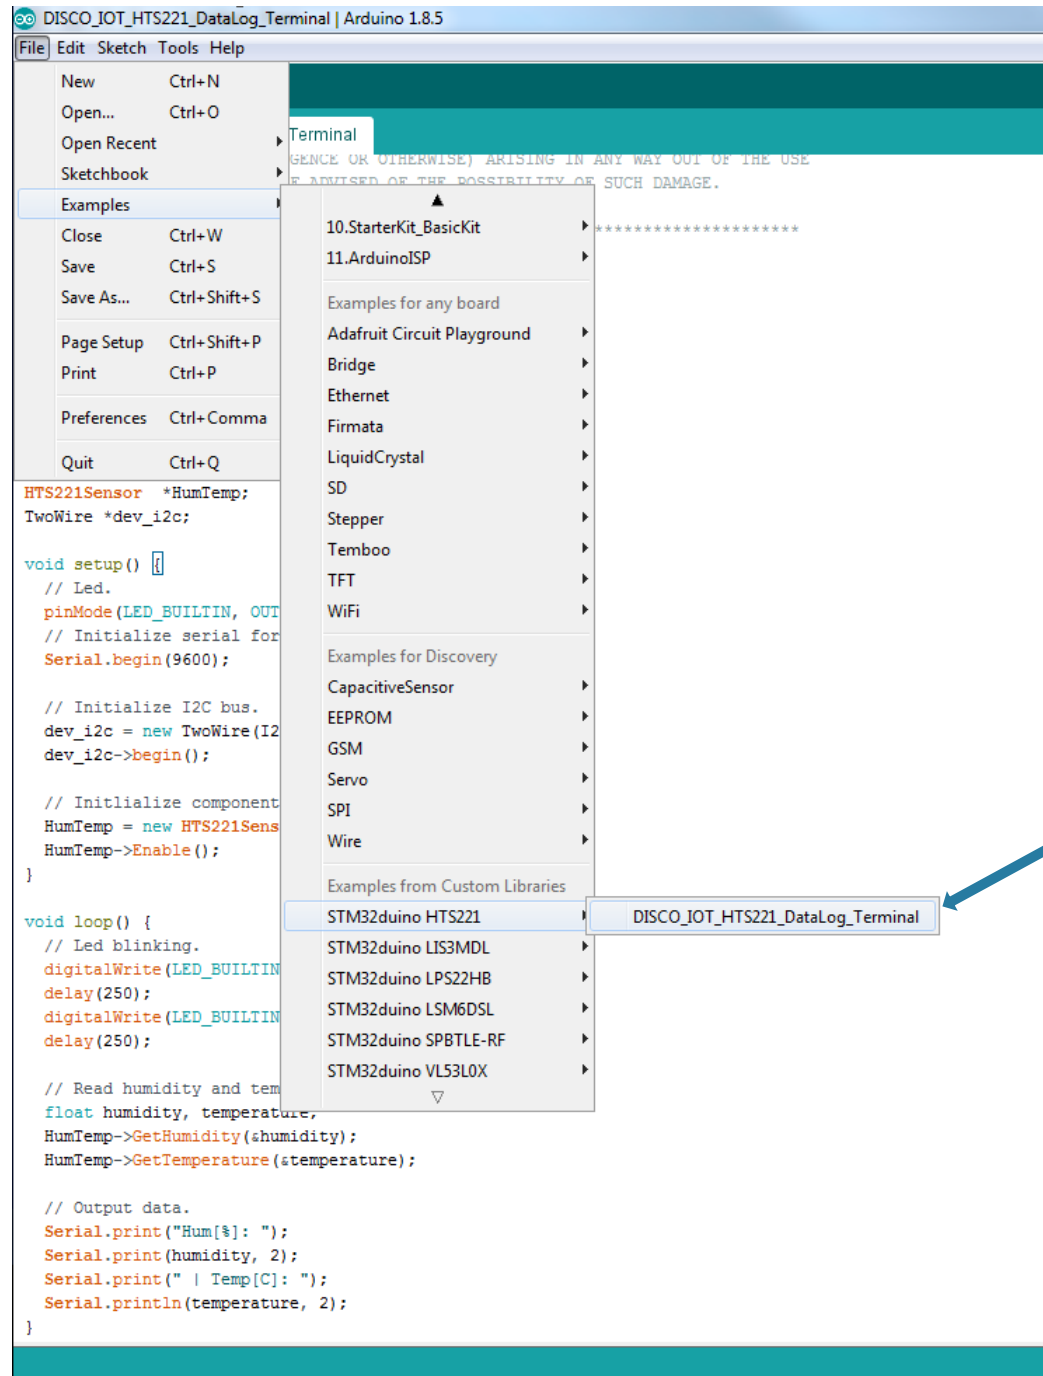 DISCO_IOT_HTS221_DataLog_Terminal | Arduino 1.8.5
File Edit Sketch Tools Help
New Ctrl+N
Open... Ctrl+O
Open Recent
Sketchbook
Examples
Close Ctrl+W
Save Ctrl+S
Save As... Ctrl+Shift+S
Page Setup Ctrl+Shift+P
Print Ctrl+P
Preferences Ctrl+Comma
Quit Ctrl+Q
Terminal
GENCE OR OTHERWISE) ARISING IN ANY WAY OUT OF THE USE
F ADVISED OF THE POSSIBILITY OF SUCH DAMAGE.
*********************
10.StarterKit_BasicKit
11.ArduinoISP
Examples for any board
Adafruit Circuit Playground
Bridge
Ethernet
Firmata
LiquidCrystal
SD
Stepper
Temboo
TFT
WiFi
Examples for Discovery
CapacitiveSensor
EEPROM
GSM
Servo
SPI
Wire
Examples from Custom Libraries
STM32duino HTS221
STM32duino LIS3MDL
STM32duino LPS22HB
STM32duino LSM6DSL
STM32duino SPBTLE-RF
STM32duino VL53L0X
DISCO_IOT_HTS221_DataLog_Terminal
HTS221Sensor *HumTemp;
TwoWire *dev_i2c;
void setup() {
// Led.
pinMode(LED_BUILTIN, OUT
// Initialize serial for
Serial.begin(9600);
// Initialize I2C bus.
dev_i2c = new TwoWire(I2
dev_i2c->begin();
// Initlialize component
HumTemp = new HTS221Sens
HumTemp->Enable();
}
void loop() {
// Led blinking.
digitalWrite(LED_BUILTIN
delay(250);
digitalWrite(LED_BUILTIN
delay(250);
// Read humidity and tem
float humidity, temperature;
HumTemp->GetHumidity(&humidity);
HumTemp->GetTemperature(&temperature);
// Output data.
Serial.print("Hum[%]: ");
Serial.print(humidity, 2);
Serial.print(" | Temp[C]: ");
Serial.println(temperature, 2);
}